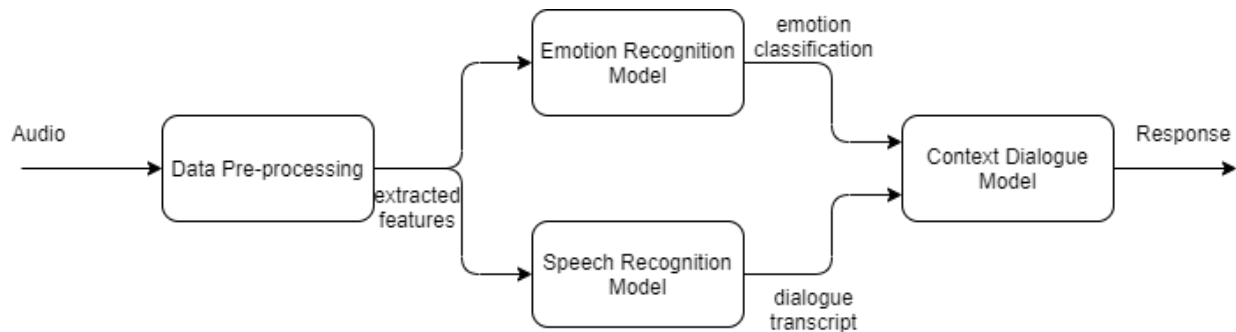 Audio
Data Pre-processing
extracted
features
Emotion Recognition
Model
emotion
classification
Speech Recognition
Model
dialogue
transcript
Context Dialogue
Model
Response